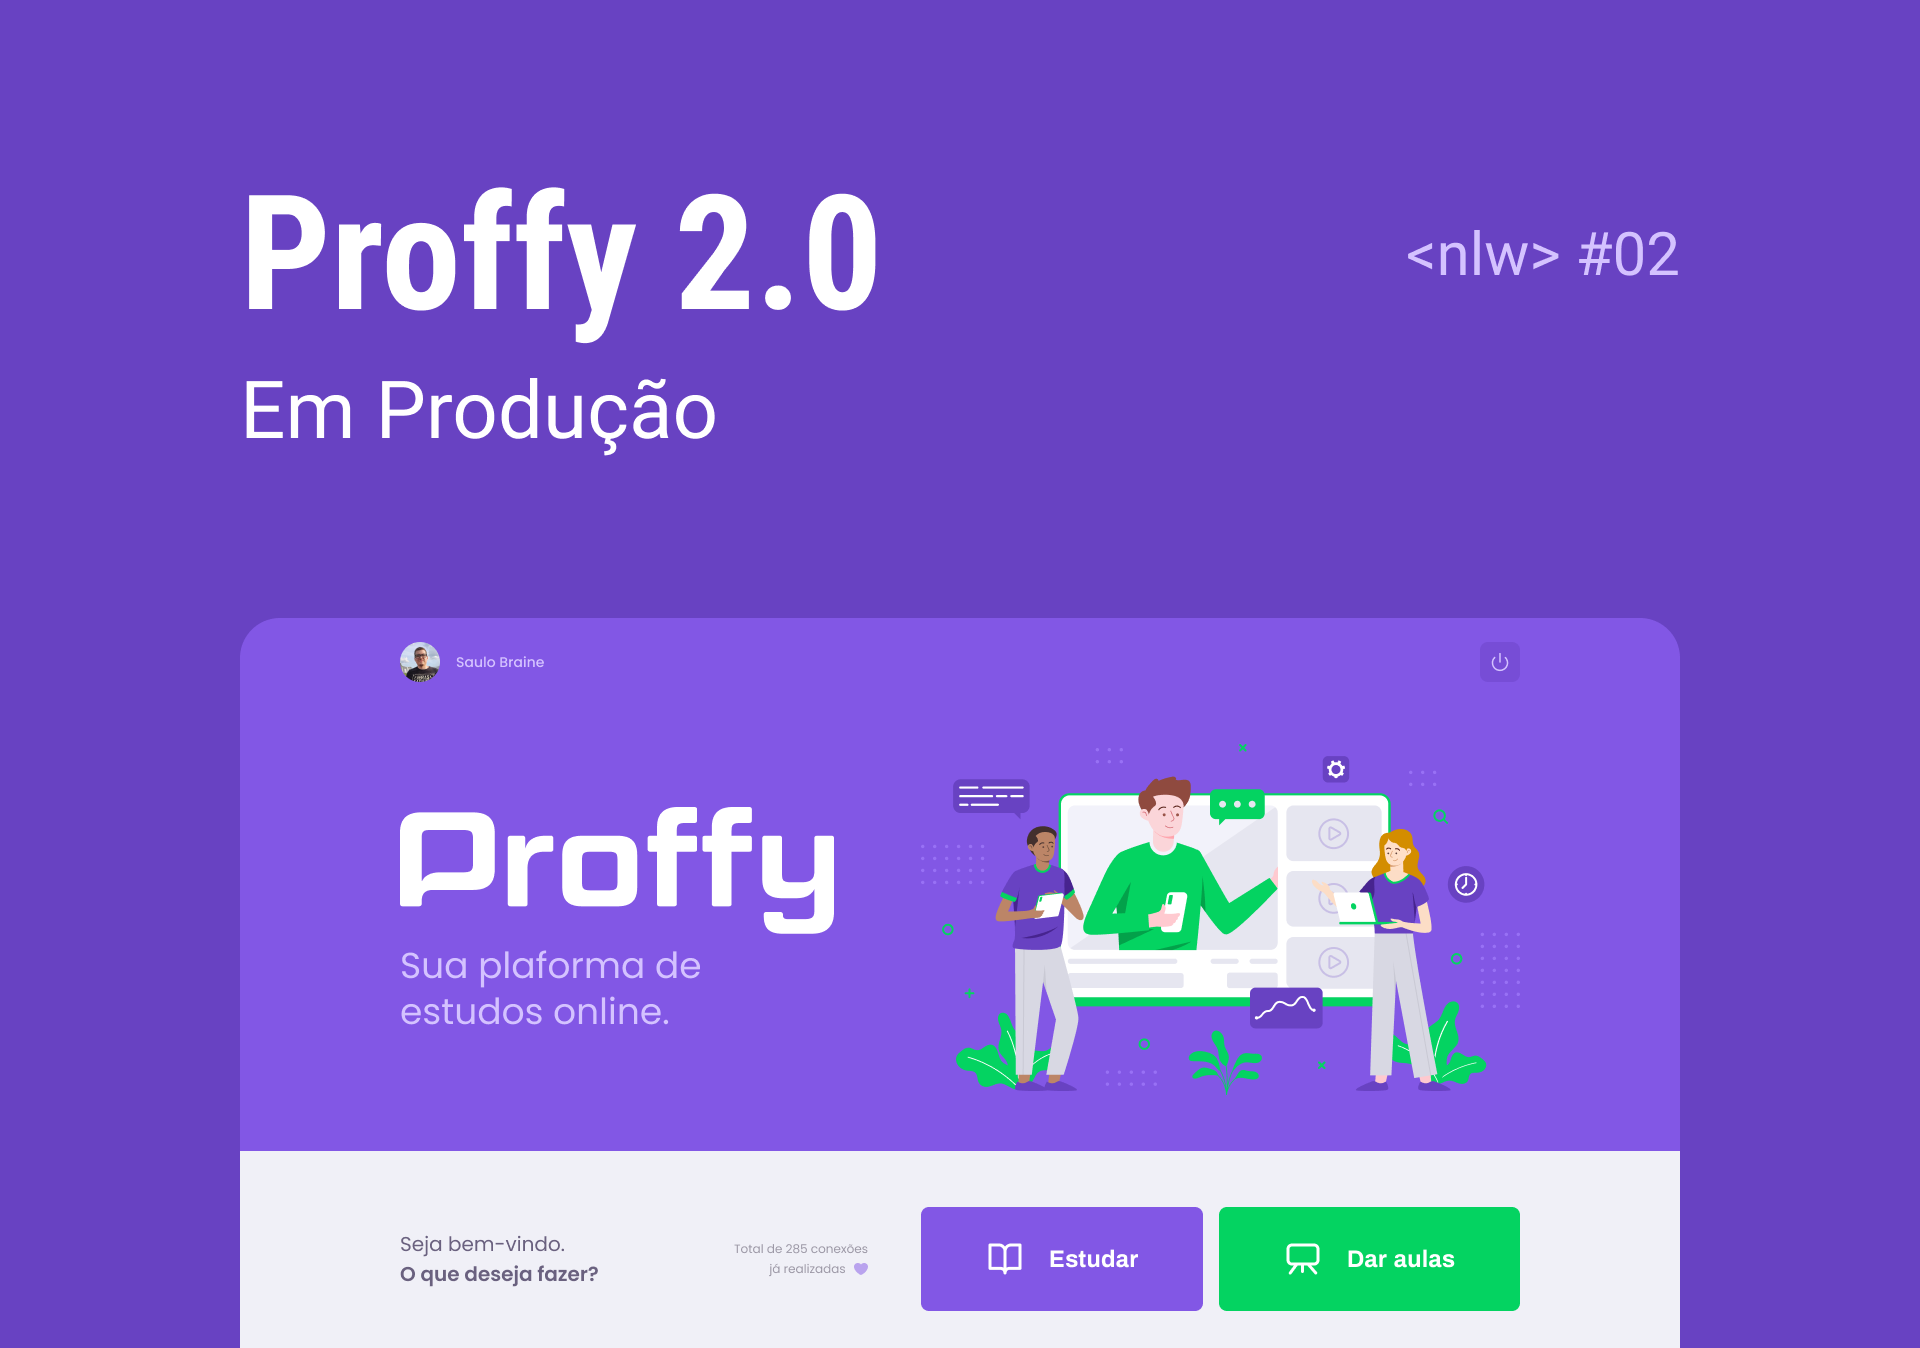 Proffy 2.0
<nlw> #02
Em Produção
Saulo Braine
Proffy
Sua plaforma de
estudos online.
Seja bem-vindo.
O que deseja fazer?
Total de 285 conexões
já realizadas
Estudar
Dar aulas